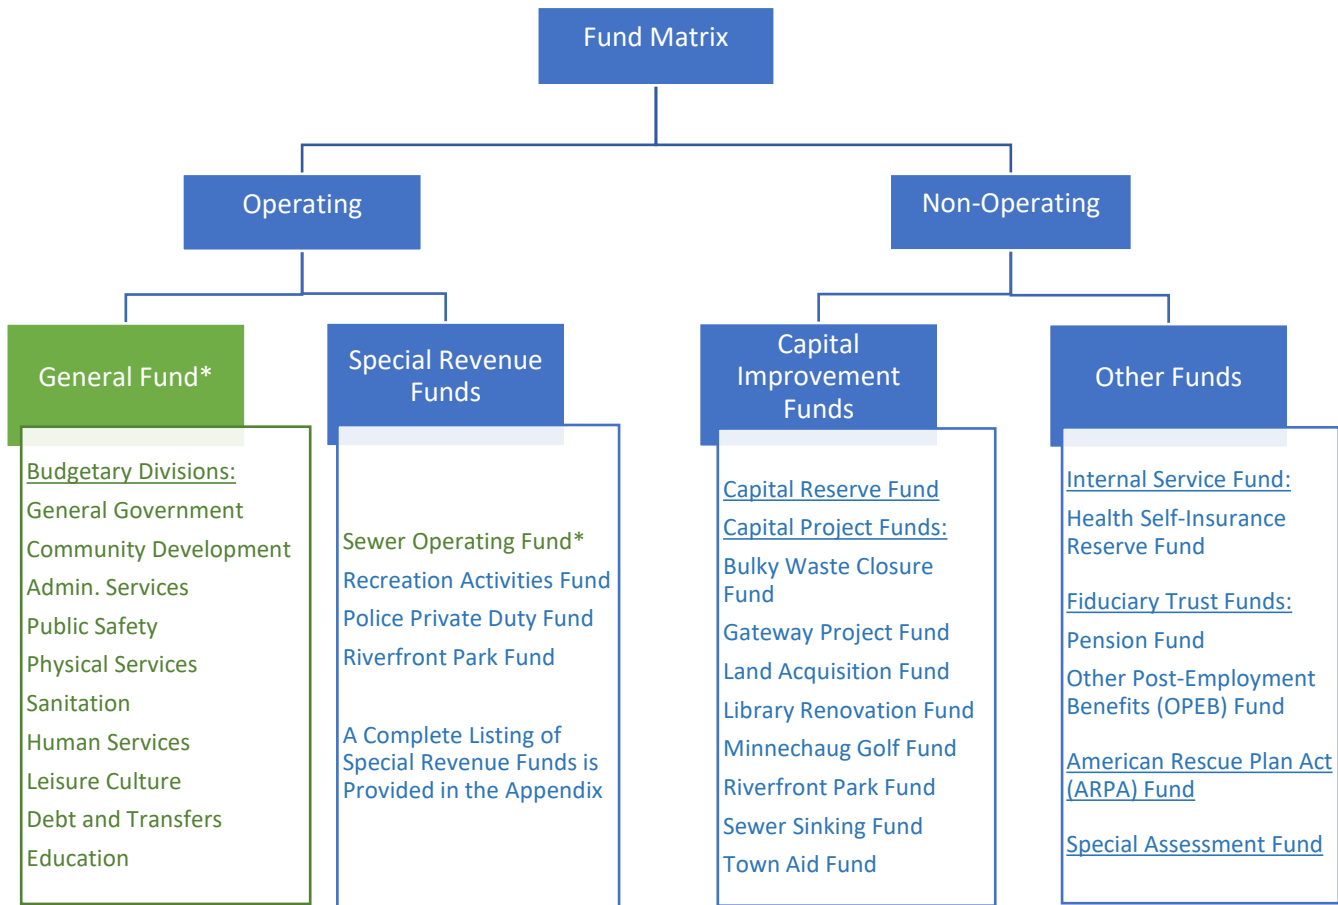 Fund Matrix
Operating
Non-Operating
General Fund*
Budgetary Divisions:
General Government
Community Development
Admin. Services
Public Safety
Physical Services
Sanitation
Human Services
Leisure Culture
Debt and Transfers
Education
Special Revenue
Funds
Sewer Operating Fund*
Recreation Activities Fund
Police Private Duty Fund
Riverfront Park Fund
A Complete Listing of
Special Revenue Funds is
Provided in the Appendix
Capital
Improvement
Funds
Capital Reserve Fund
Capital Project Funds:
Bulky Waste Closure
Fund
Gateway Project Fund
Land Acquisition Fund
Library Renovation Fund
Minnechaug Golf Fund
Riverfront Park Fund
Sewer Sinking Fund
Town Aid Fund
Other Funds
Internal Service Fund:
Health Self-Insurance
Reserve Fund
Fiduciary Trust Funds:
Pension Fund
Other Post-Employment
Benefits (OPEB) Fund
American Rescue Plan Act
(ARPA) Fund
Special Assessment Fund